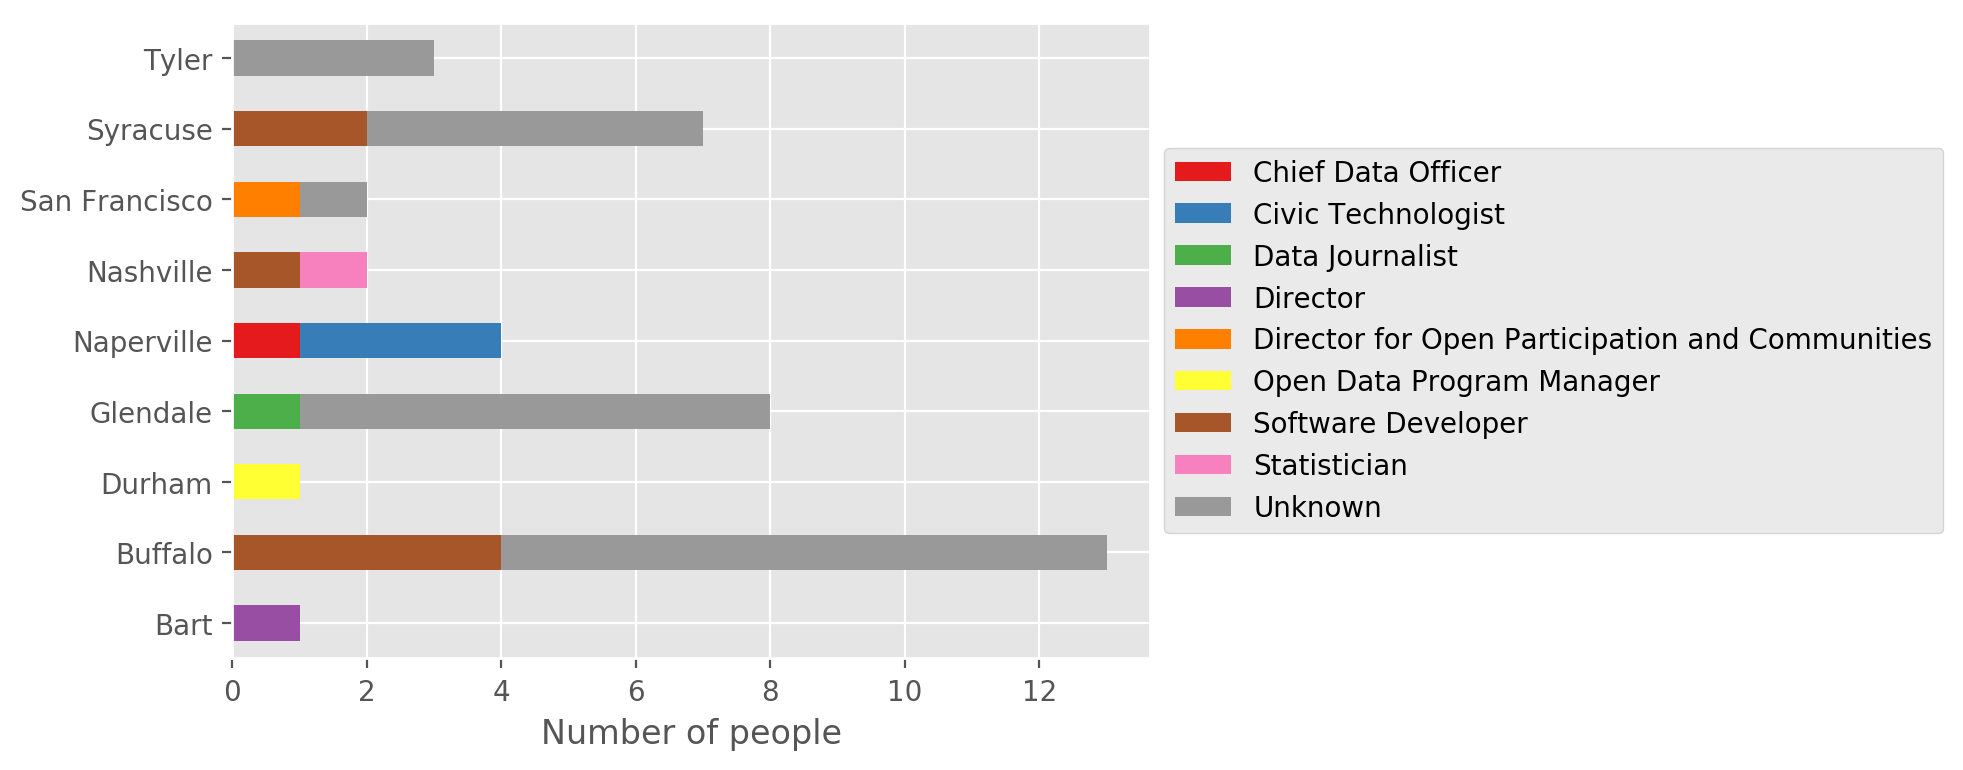 Tyler
Syracuse
San Francisco
Nashville
Naperville
Glendale
Durham
Buffalo
Bart
0 2 4 6 8 10 12
Number of people
Chief Data Officer
Civic Technologist
Data Journalist
Director
Director for Open Participation and Communities
Open Data Program Manager
Software Developer
Statistician
Unknown